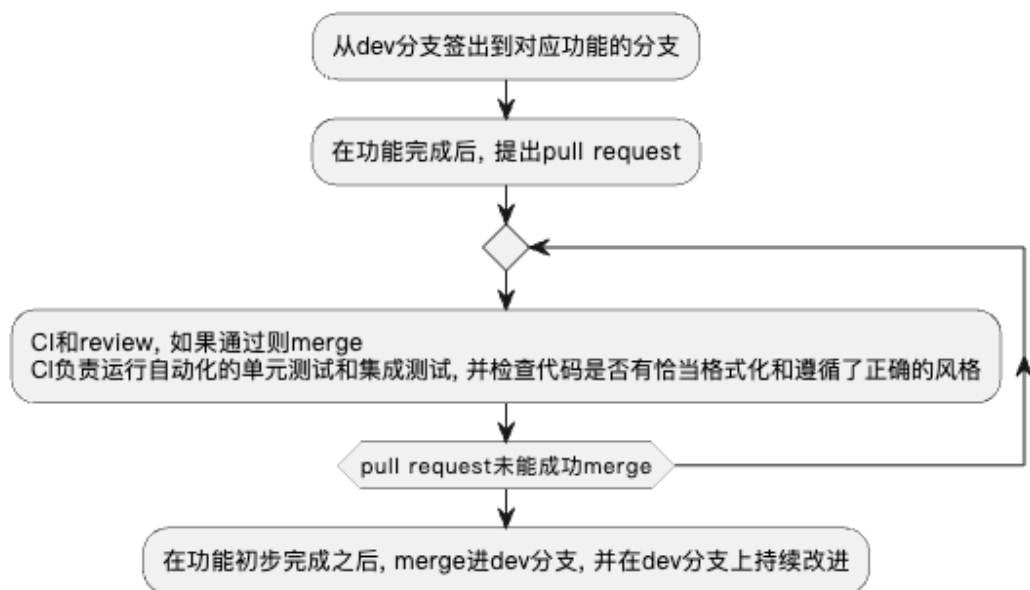 从dev分支签出到对应功能的分支
在功能完成后, 提出pull request
CI和review, 如果通过则merge
CI负责运行自动化的单元测试和集成测试, 并检查代码是否有恰当格式化和遵循了正确的风格
pull request未能成功merge
在功能初步完成之后, merge进dev分支, 并在dev分支上持续改进